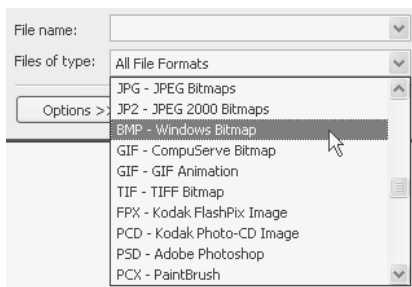 File name:
Files of type: All File Formats
Options >>
JPG - JPEG Bitmaps
JP2 - JPEG 2000 Bitmaps
BMP - Windows Bitmap
GIF - CompuServe Bitmap
GIF - GIF Animation
TIF - TIFF Bitmap
FPX - Kodak FlashPix Image
PCD - Kodak Photo-CD Image
PSD - Adobe Photoshop
PCX - PaintBrush